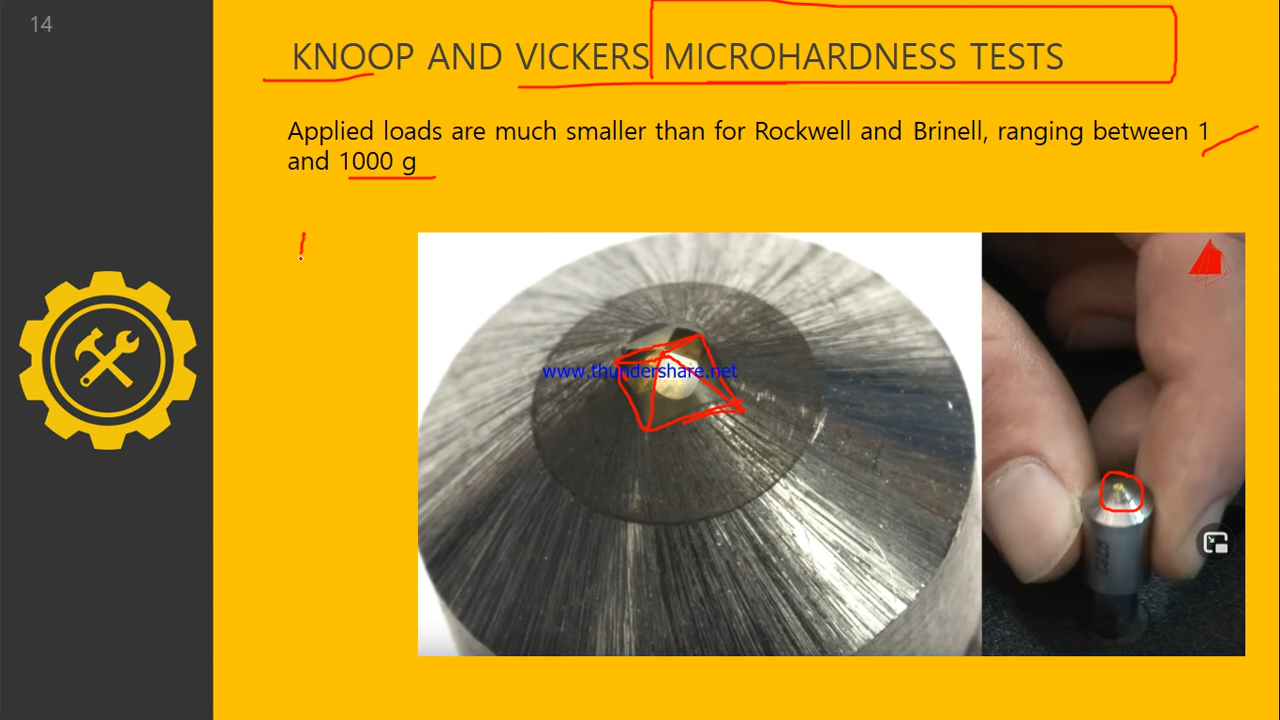 14
KNOOP AND VICKERS MICROHARDNESS TESTS
Applied loads are much smaller than for Rockwell and Brinell, ranging between 1
and 1000 g
www.thundershare.net